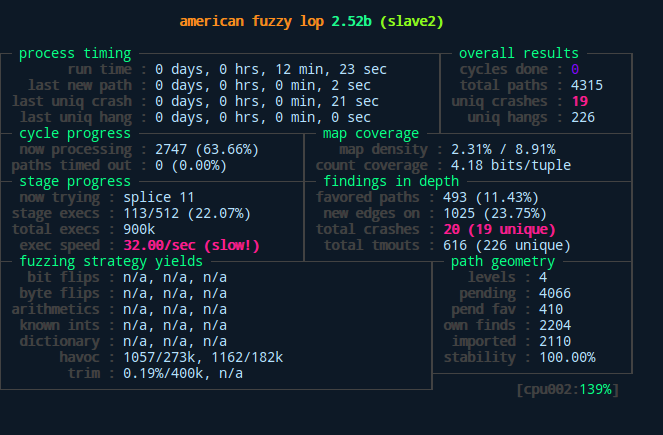 american fuzzy lop 2.52b (slave2)
process timing overall results
run time : 0 days, 0 hrs, 12 min, 23 sec cycles done : 0
last new path : 0 days, 0 hrs, 0 min, 2 sec total paths : 4315
last uniq crash : 0 days, 0 hrs, 0 min, 21 sec uniq crashes : 19
last uniq hang : 0 days, 0 hrs, 0 min, 0 sec uniq hangs : 226
cycle progress map coverage
now processing : 2747 (63.66%) map density : 2.31% / 8.91%
paths timed out : 0 (0.00%) count coverage : 4.18 bits/tuple
stage progress findings in depth
now trying : splice 11 favored paths : 493 (11.43%)
stage execs : 113/512 (22.07%) new edges on : 1025 (23.75%)
total execs : 900k total crashes : 20 (19 unique)
exec speed : 32.00/sec (slow!) total tmouts : 616 (226 unique)
fuzzing strategy yields path geometry
bit flips : n/a, n/a, n/a levels : 4
byte flips : n/a, n/a, n/a pending : 4066
arithmetics : n/a, n/a, n/a pend fav : 410
known ints : n/a, n/a, n/a own finds : 2204
dictionary : n/a, n/a, n/a imported : 2110
havoc : 1057/273k, 1162/182k stability : 100.00%
trim : 0.19%/400k, n/a
[cpu002:139%]